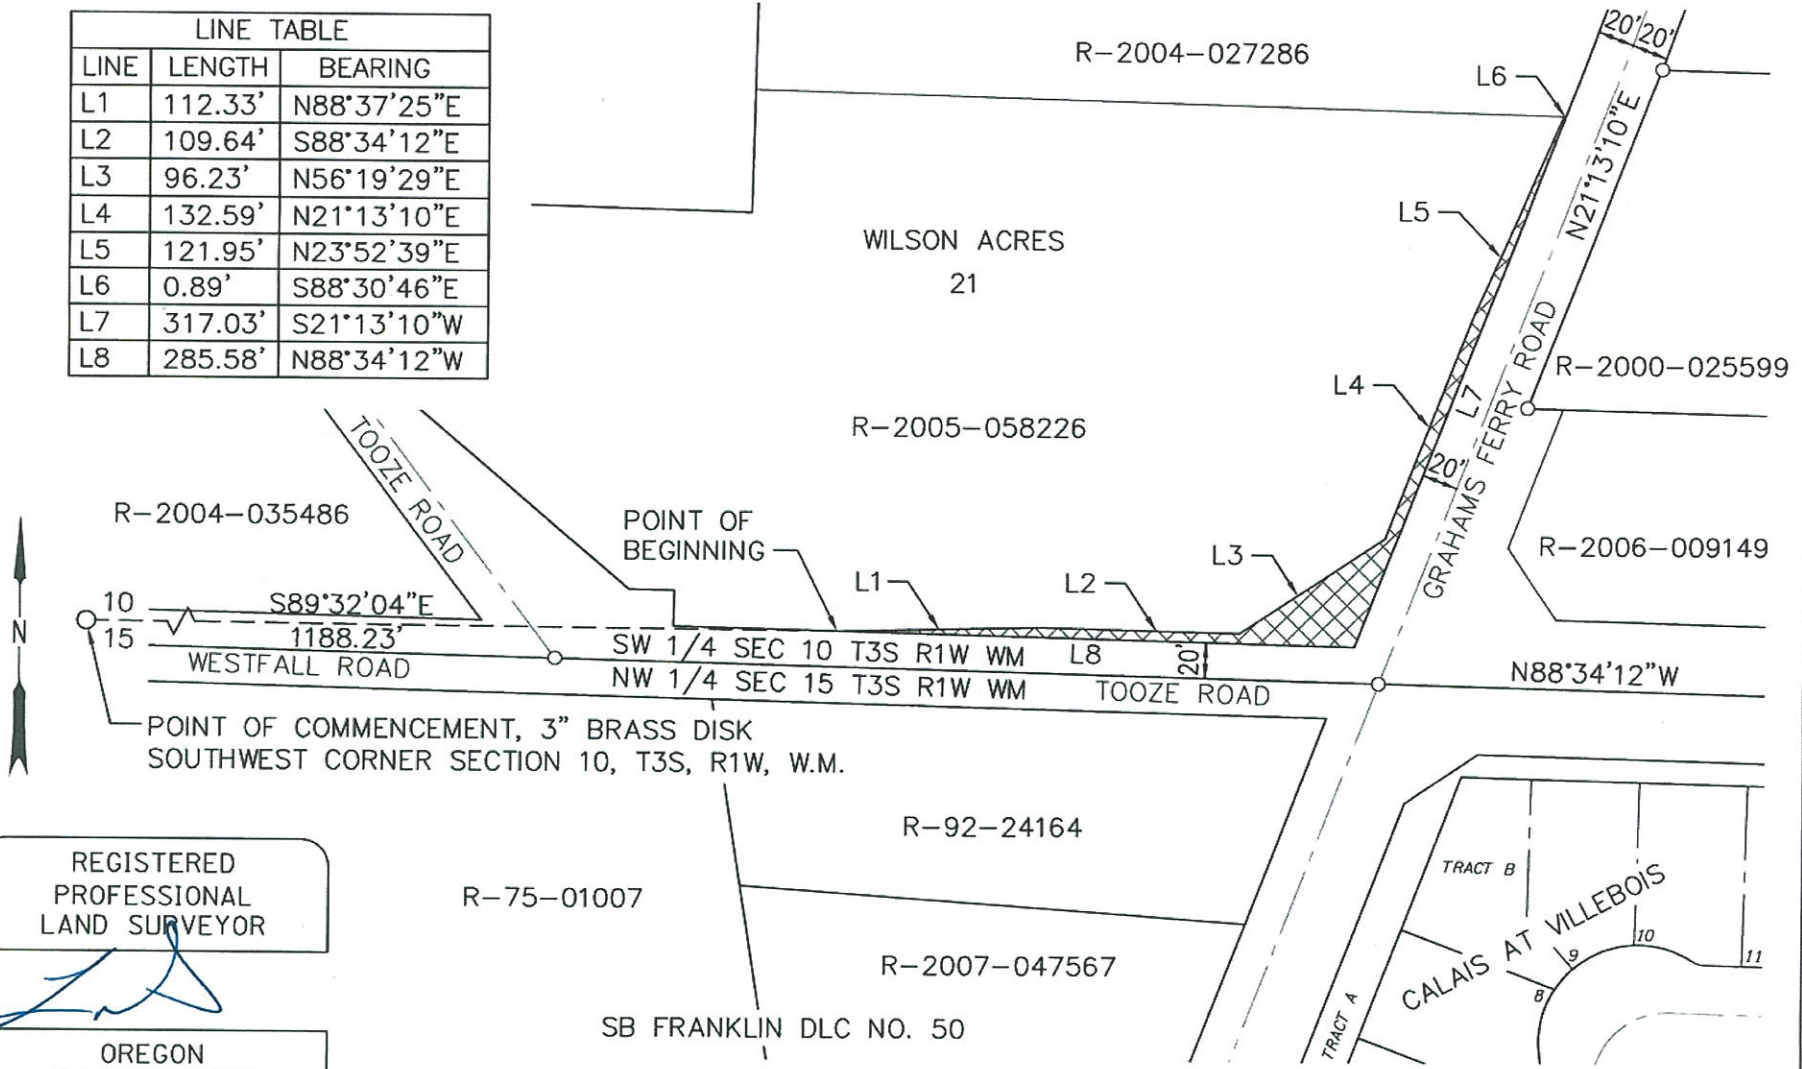 LINE TABLE
LINE LENGTH BEARING
L1 112.33' N88°37'25"E
L2 109.64' S88°34'12"E
L3 96.23' N56°19'29"E
L4 132.59' N21°13'10"E
L5 121.95' N23°52'39"E
L6 0.89' S88°30'46"E
L7 317.03' S21°13'10"W
L8 285.58' N88°34'12"W
R-2004-027286
20' 20'
L6
N21°13'10"E
L5
WILSON ACRES
21
R-2000-025599
L4
L7
20'
GRAHAMS FERRY ROAD
R-2005-058226
TOOZE ROAD
R-2004-035486
POINT OF
BEGINNING
L1
L2
L3
R-2006-009149
N
10
15
S89°32'04"E
1188.23'
WESTFALL ROAD
SW 1/4 SEC 10 T3S R1W WM
NW 1/4 SEC 15 T3S R1W WM
L8
20'
TOOZE ROAD
N88°34'12"W
POINT OF COMMENCEMENT, 3" BRASS DISK
SOUTHWEST CORNER SECTION 10, T3S, R1W, W.M.
R-92-24164
R-75-01007
R-2007-047567
SB FRANKLIN DLC NO. 50
TRACT B
CALAIS AT VILLEBOIS
8
9
10
11
TRACT A
REGISTERED
PROFESSIONAL
LAND SURVEYOR
OREGON